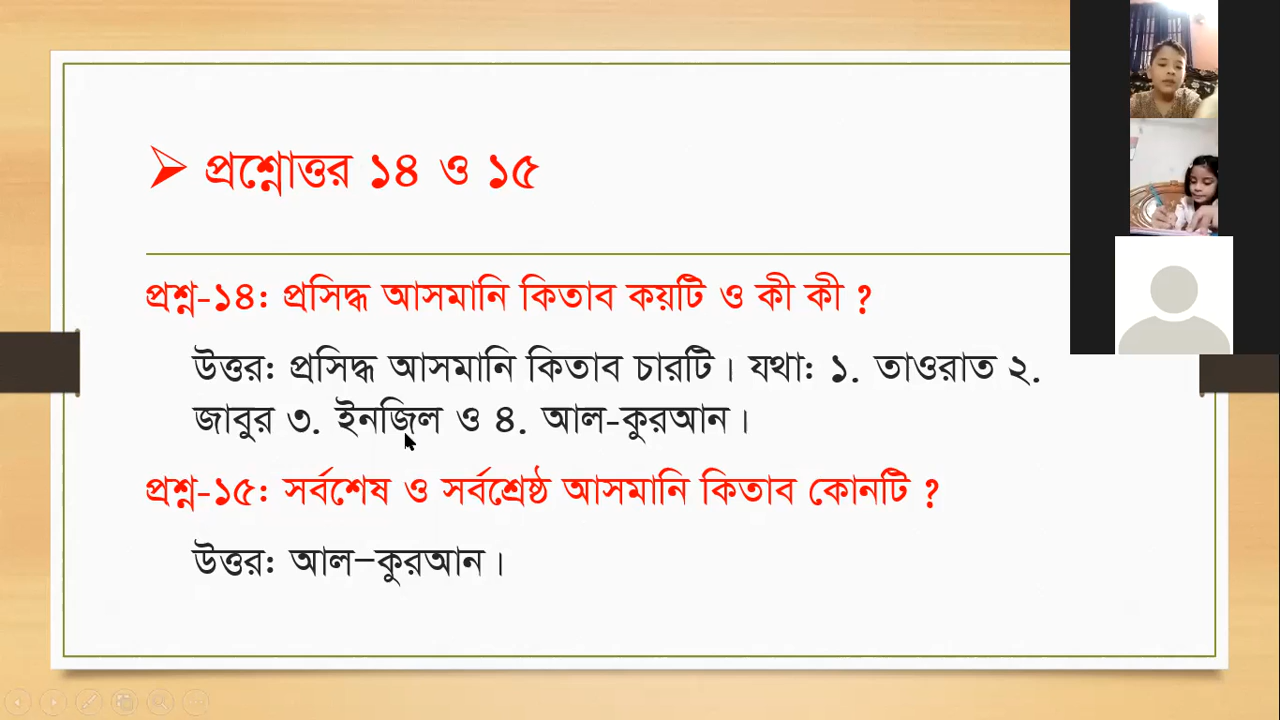 প্রশ্নোত্তর ১৪ ও ১৫
প্রশ্ন-১৪: প্রসিদ্ধ আসমানি কিতাব কয়টি ও কী কী ?
উত্তর: প্রসিদ্ধ আসমানি কিতাব চারটি। যথা: ১. তাওরাত ২.
জাবুর ৩. ইনজিল ও ৪. আল-কুরআন।
প্রশ্ন-১৫: সর্বশেষ ও সর্বশ্রেষ্ঠ আসমানি কিতাব কোনটি ?
উত্তর: আল–কুরআন।